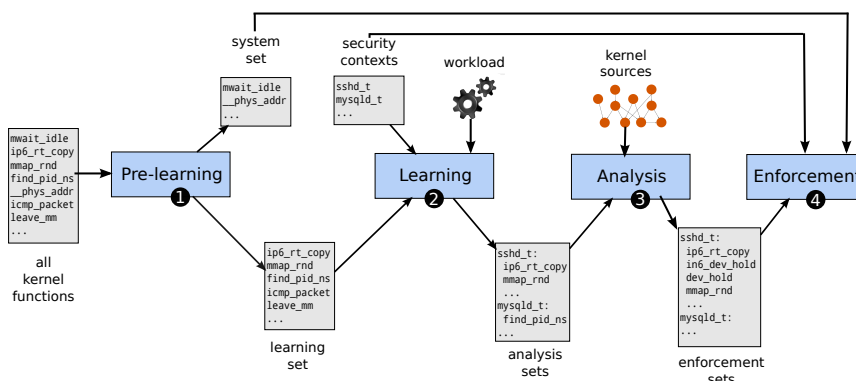 system
set
security
contexts
workload
kernel
sources
mwait_idle
__phys_addr
...
sshd_t:
mysqld_t
...
mwait_idle
ip6_rt_copy
mmap_rnd
find_pid_ns
__phys_addr
icmp_packet
leave_mm
...
all
kernel
functions
Pre-learning
1
Learning
2
Analysis
3
Enforcement
4
ip6_rt_copy
mmap_rnd
find_pid_ns
icmp_packet
leave_mm
...
learning
set
sshd_t:
ip6_rt_copy
mmap_rnd
...
mysqld_t:
find_pid_ns
...
analysis
sets
sshd_t:
ip6_rt_copy
in6_dev_hold
dev_hold
mmap_rnd
...
mysqld_t:
...
enforcement
sets